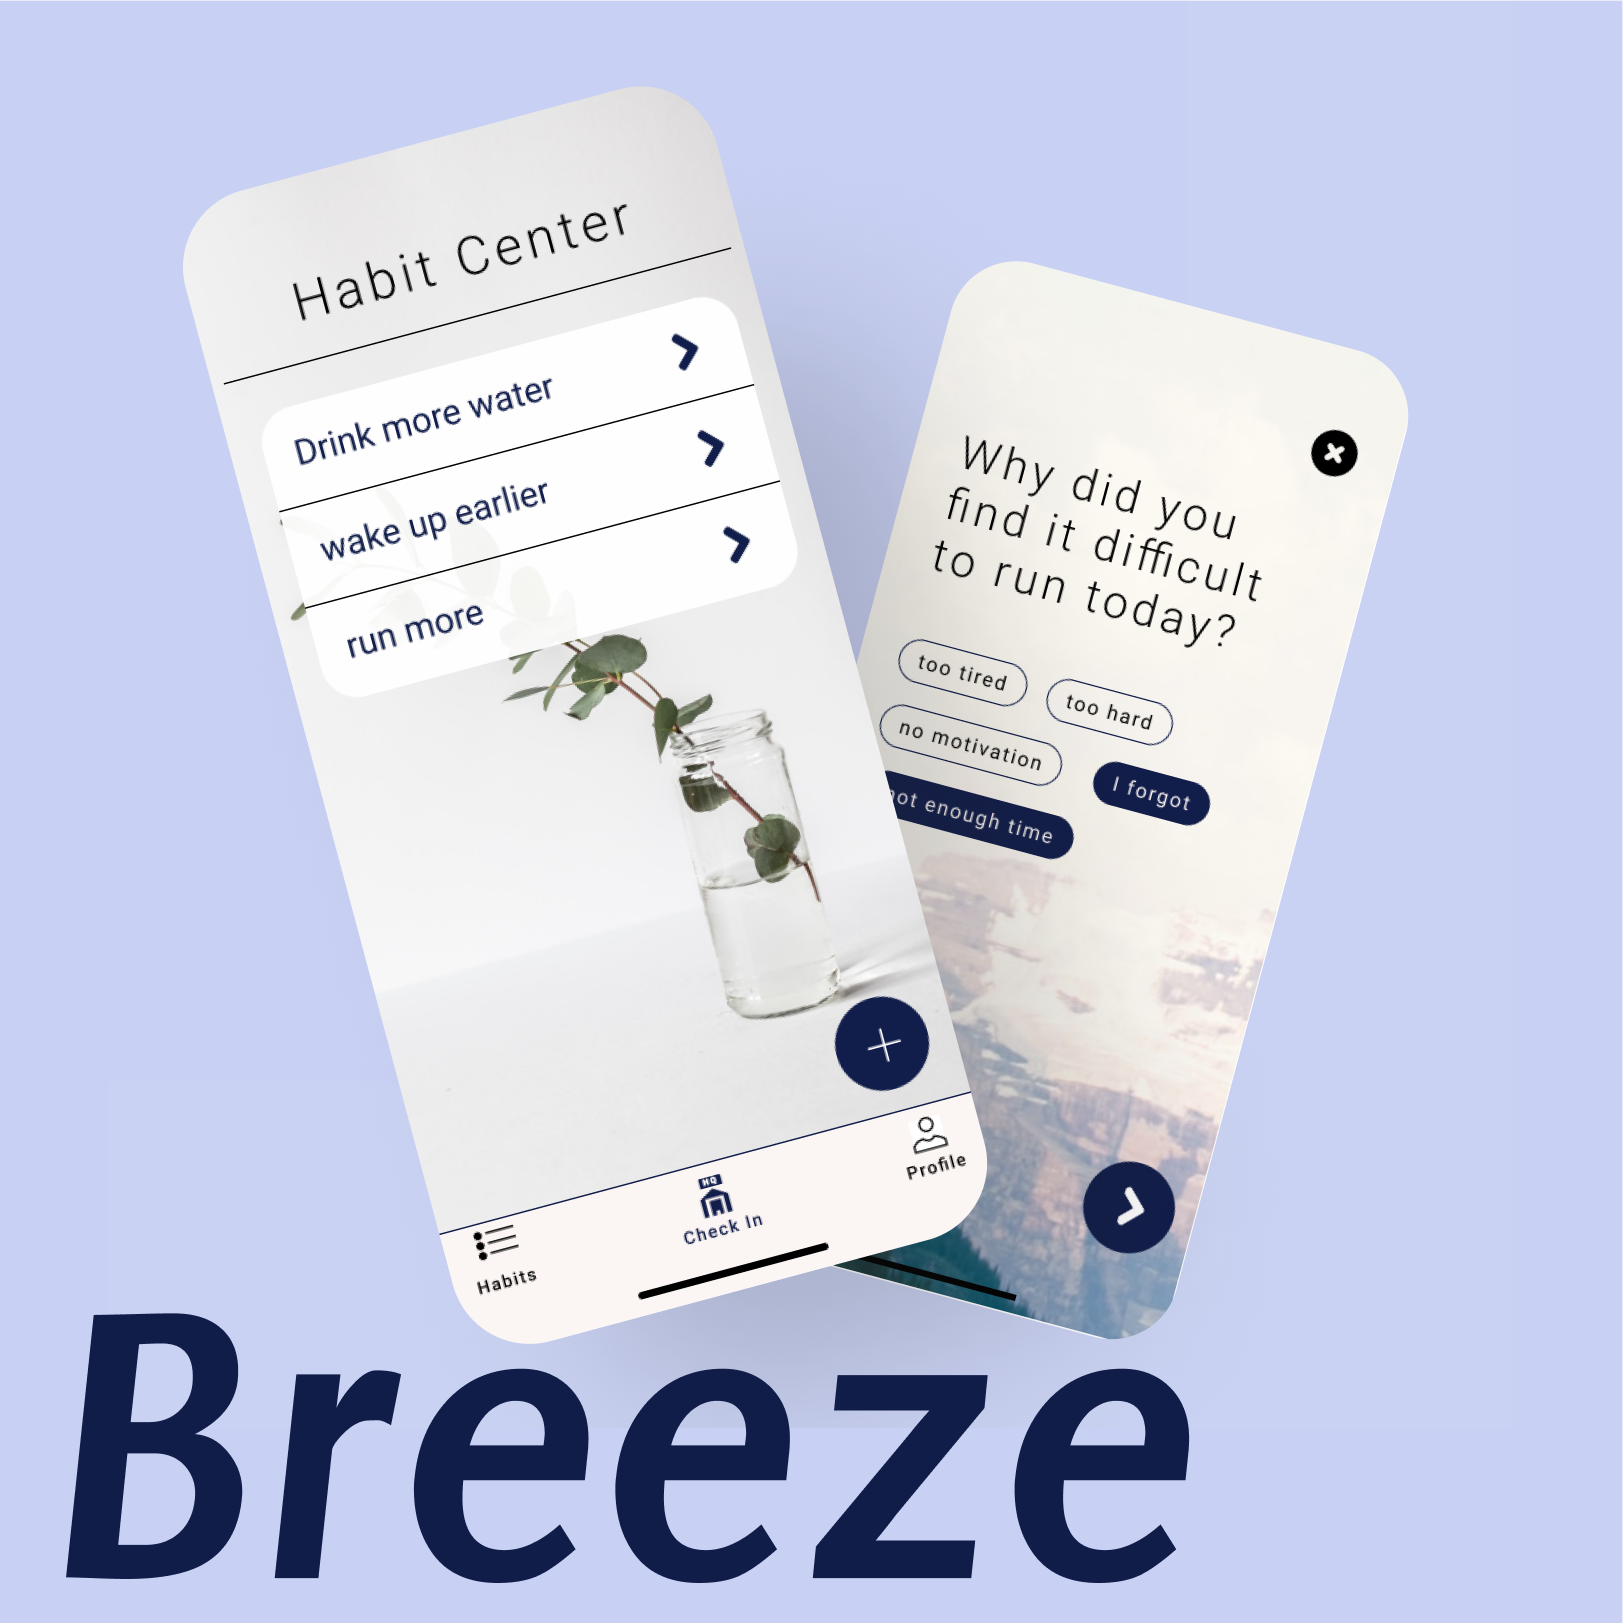 Habit Center
Drink more water
wake up earlier
run more
HQ
Habits
Check In
Profile
Why did you
find it difficult
to run today?
too tired
too hard
no motivation
I forgot
not enough time
Breeze